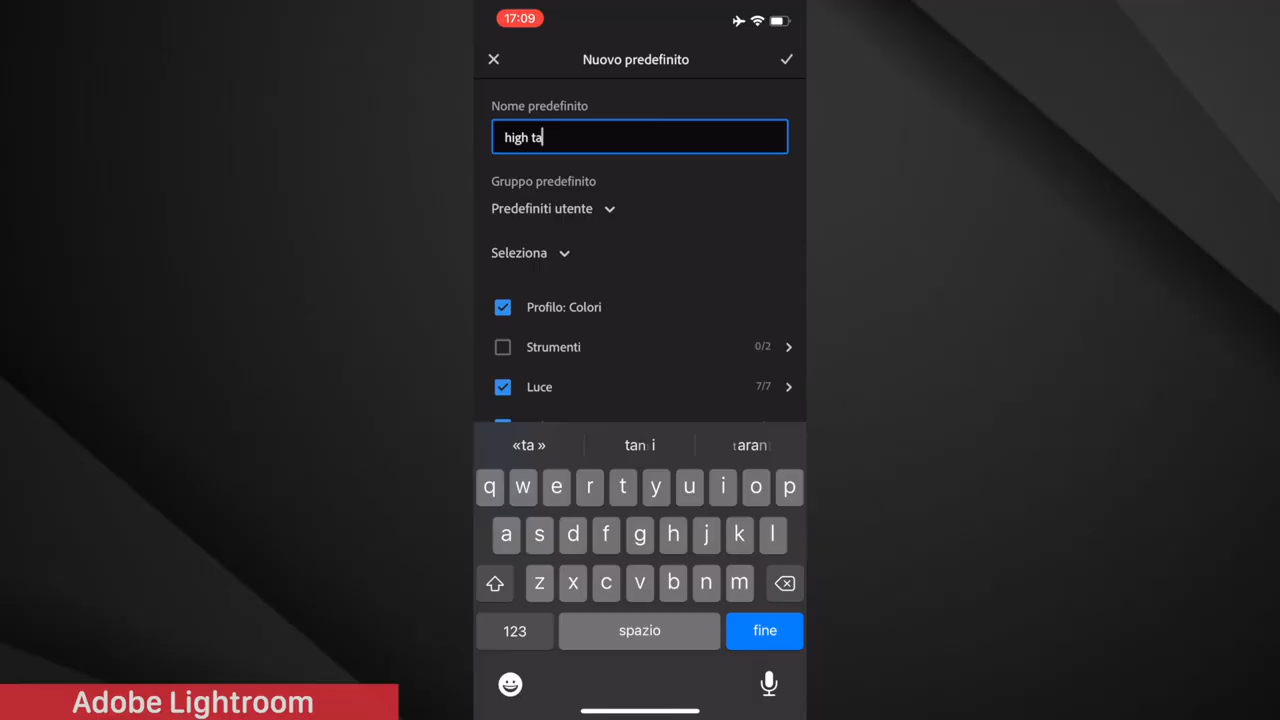 17:09
Nuovo predefinito
Nome predefinito
high ta
Gruppo predefinito
Predefiniti utente
Seleziona
Profilo: Colori
Strumenti 0/2
Luce 7/7
«ta »
q w e r t y u i o p
a s d f g h j k l
z x c v b n m
123 spazio fine
Adobe Lightroom